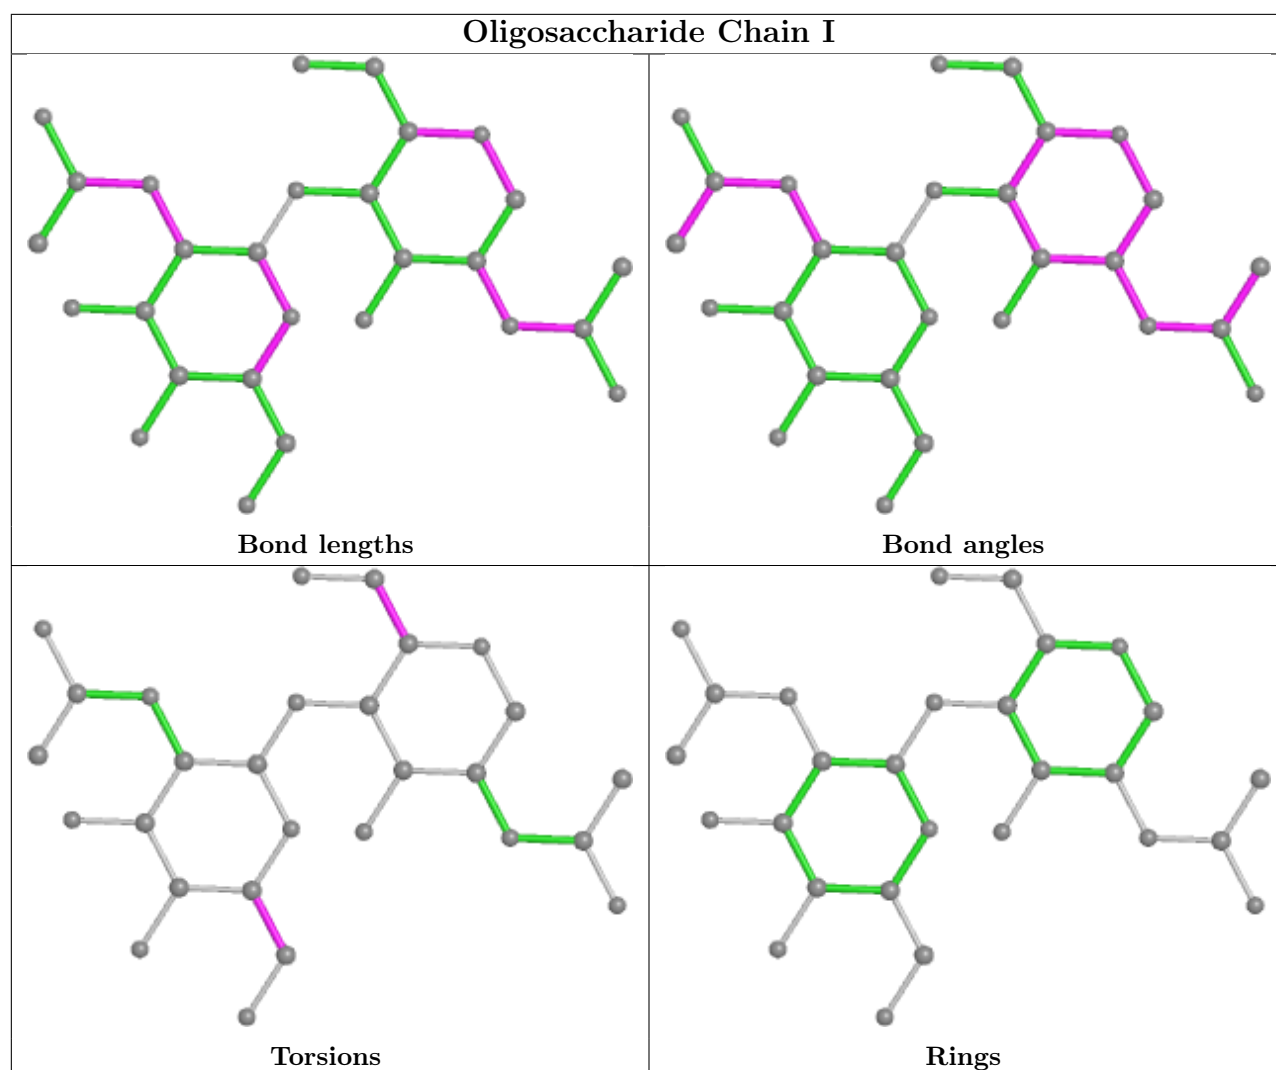 Oligosaccharide Chain I
Bond lengths
Bond angles
Torsions
Rings